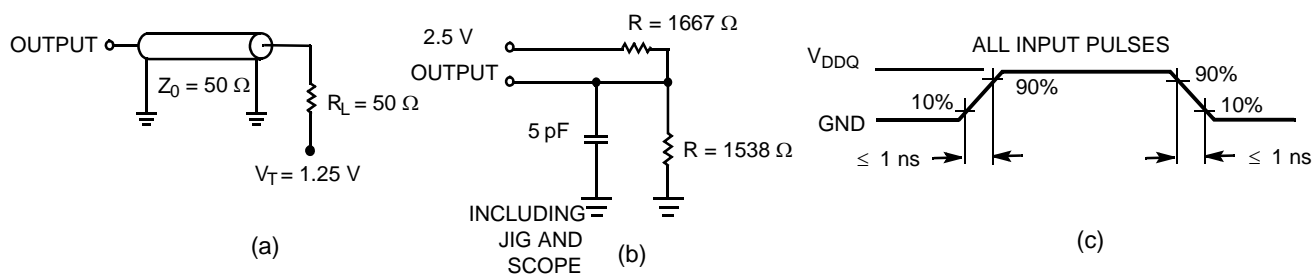 OUTPUT
Z0 = 50 Ω
RL = 50 Ω
VT = 1.25 V
(a)
R = 1667 Ω
2.5 V
OUTPUT
5 pF
R = 1538 Ω
INCLUDING
JIG AND
SCOPE
(b)
ALL INPUT PULSES
VDDQ
GND
10%
90%
90%
10%
≤ 1 ns
≤ 1 ns
(c)